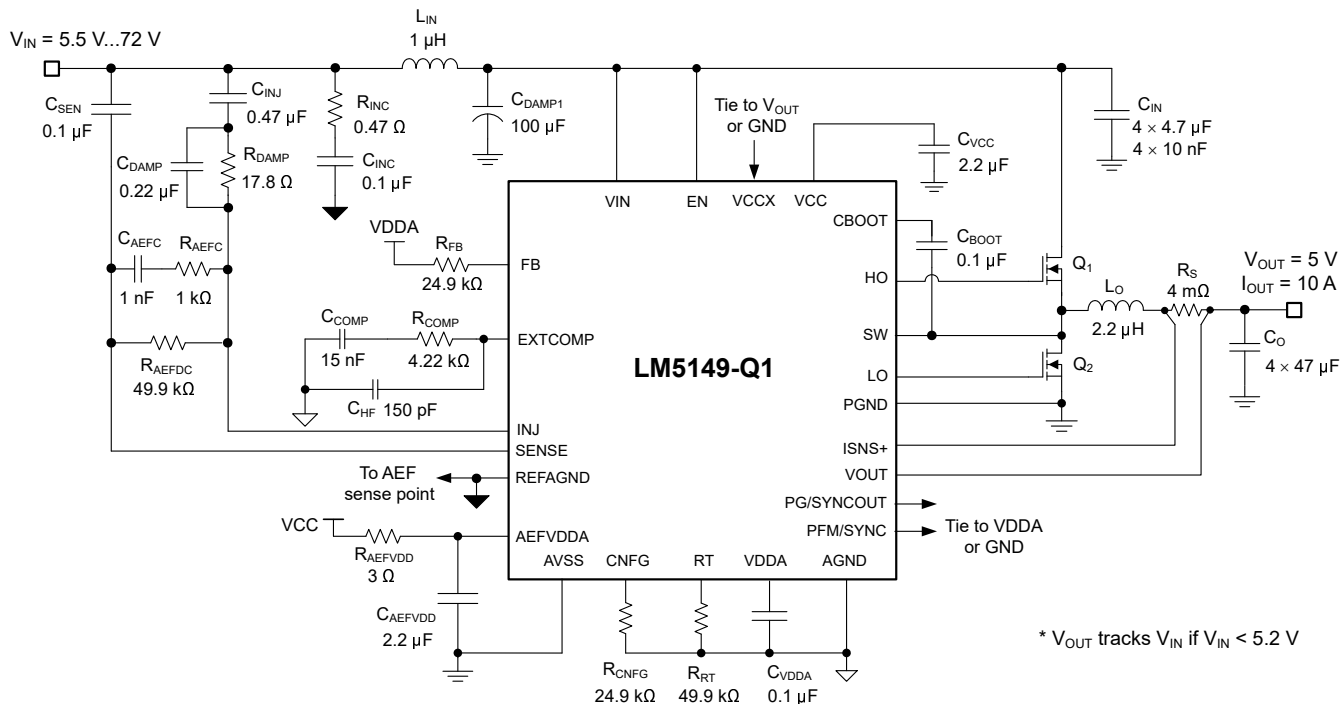 V_IN = 5.5 V...72 V
L_IN
1 µH
C_SEN
0.1 µF
C_INJ
0.47 µF
C_DAMP
0.22 µF
R_DAMP
17.8 Ω
R_INC
0.47 Ω
C_INC
0.1 µF
C_DAMP1
100 µF
Tie to V_OUT
or GND
C_VCC
2.2 µF
C_IN
4 × 4.7 µF
4 × 10 nF
VIN
EN
VCCX
VCC
C_AEFC
1 nF
R_AEFC
1 kΩ
R_AEFDC
49.9 kΩ
VDDA
R_FB
24.9 kΩ
FB
C_COMP
15 nF
R_COMP
4.22 kΩ
EXTCOMP
C_HF
150 pF
INJ
SENSE
REFAGND
To AEF
sense point
VCC
R_AEFVDD
3 Ω
AEFVDDA
C_AEFVDD
2.2 µF
LM5149-Q1
CBOOT
C_BOOT
0.1 µF
HO
Q_1
SW
L_O
2.2 µH
R_S
4 mΩ
V_OUT = 5 V
I_OUT = 10 A
C_O
4 × 47 µF
LO
Q_2
PGND
ISNS+
VOUT
PG/SYNCOUT
PFM/SYNC
Tie to VDDA
or GND
AVSS
CNFG
RT
VDDA
AGND
R_CNFG
24.9 kΩ
R_RT
49.9 kΩ
C_VDDA
0.1 µF
* V_OUT tracks V_IN if V_IN < 5.2 V